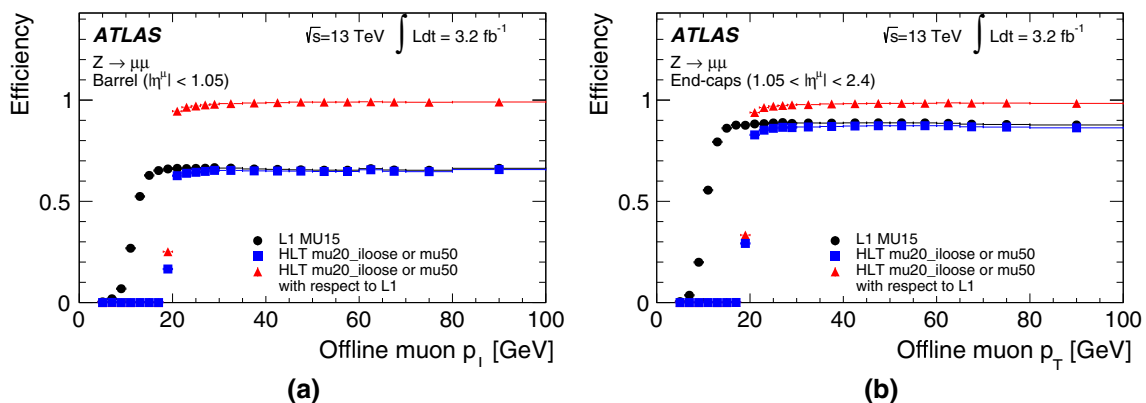 ATLAS √s=13 TeV ∫ Ldt = 3.2 fb⁻¹
Z → μμ
Barrel (|η^μ| < 1.05)
Efficiency
1
0.5
0
L1 MU15
HLT mu20_iloose or mu50
HLT mu20_iloose or mu50
with respect to L1
0 20 40 60 80 100
Offline muon p_T [GeV]
(a)
ATLAS √s=13 TeV ∫ Ldt = 3.2 fb⁻¹
Z → μμ
End-caps (1.05 < |η^μ| < 2.4)
Efficiency
1
0.5
0
L1 MU15
HLT mu20_iloose or mu50
HLT mu20_iloose or mu50
with respect to L1
0 20 40 60 80 100
Offline muon p_T [GeV]
(b)